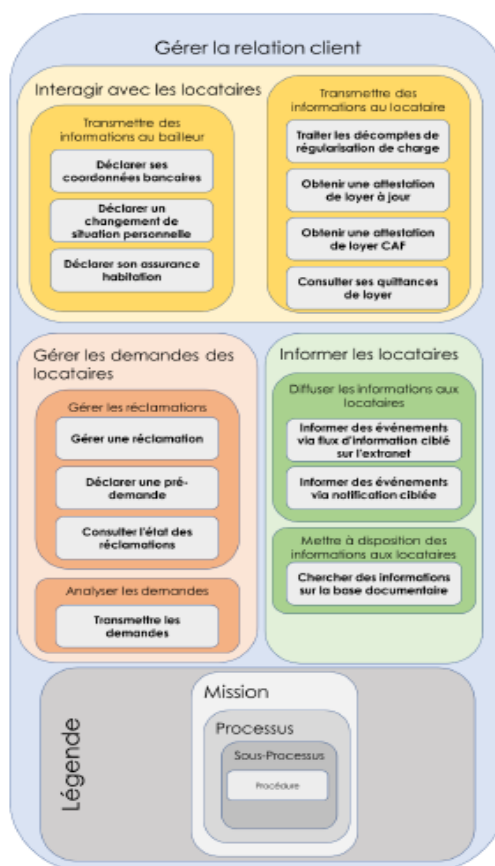 Gérer la relation client
Interagir avec les locataires
Transmettre des
informations au bailleur
Déclarer ses
coordonnées bancaires
Déclarer un
changement de
situation personnelle
Déclarer son assurance
habitation
Transmettre des
informations au locataire
Traiter les décomptes de
régularisation de charge
Obtenir une attestation
de loyer à jour
Obtenir une attestation
de loyer CAF
Consulter ses quittances
de loyer
Gérer les demandes des
locataires
Gérer les réclamations
Gérer une réclamation
Déclarer une pré-
demande
Consulter l'état des
réclamations
Analyser les demandes
Transmettre les
demandes
Informer les locataires
Diffuser les informations aux
locataires
Informer des événements
via flux d'information ciblé
sur l'extranet
Informer des événements
via notification ciblée
Mettre à disposition des
informations aux locataires
Chercher des informations
sur la base documentaire
Légende
Mission
Processus
Sous-Processus
Procédure